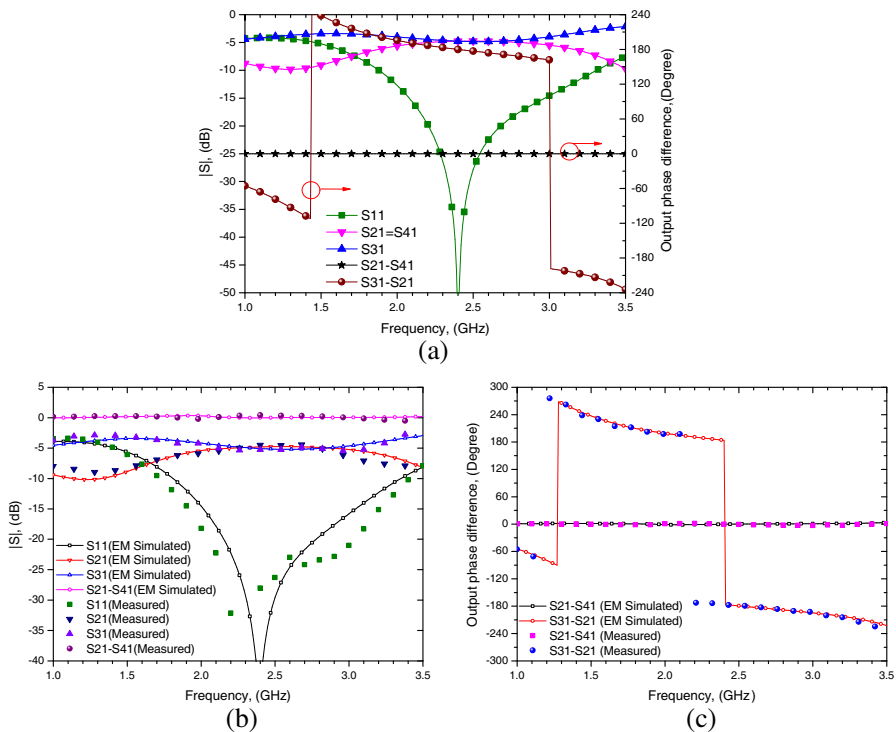 0
-5
-10
-15
-20
-25
-30
-35
-40
-45
-50
|S|, (dB)
240
180
120
60
0
-60
-120
-180
-240
Output phase difference,(Degree)
S11
S21=S41
S31
S21-S41
S31-S21
1.0 1.5 2.0 2.5 3.0 3.5
Frequency, (GHz)
(a)
5
0
-5
-10
-15
-20
-25
-30
-35
-40
|S|, (dB)
S11(EM Simulated)
S21(EM Simulated)
S31(EM Simulated)
S21-S41(EM Simulated)
S11(Measured)
S21(Measured)
S31(Measured)
S21-S41(Measured)
1.0 1.5 2.0 2.5 3.0 3.5
Frequency, (GHz)
(b)
300
240
180
120
60
0
-60
-120
-180
-240
-300
Output phase difference, (Degree)
S21-S41 (EM Simulated)
S31-S21 (EM Simulated)
S21-S41 (Measured)
S31-S21 (Measured)
1.0 1.5 2.0 2.5 3.0 3.5
Frequency, (GHz)
(c)